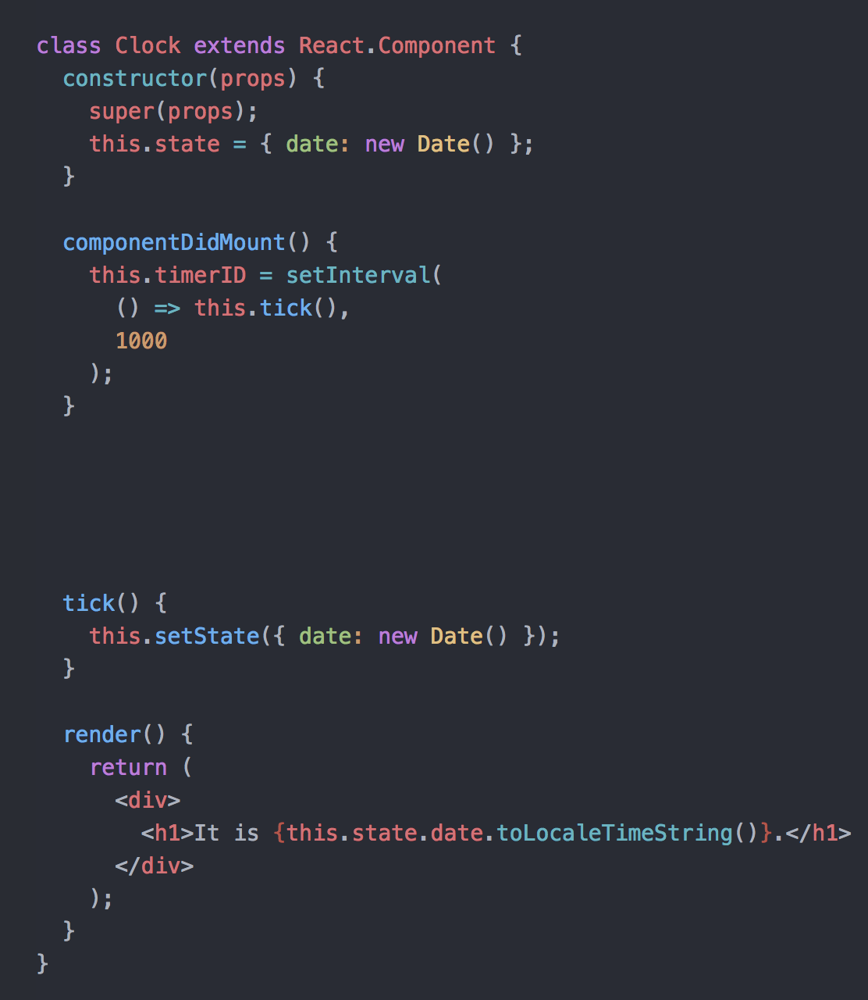 class Clock extends React.Component {
  constructor(props) {
    super(props);
    this.state = { date: new Date() };
  }

  componentDidMount() {
    this.timerID = setInterval(
      () => this.tick(),
      1000
    );
  }

  tick() {
    this.setState({ date: new Date() });
  }

  render() {
    return (
      <div>
        <h1>It is {this.state.date.toLocaleTimeString()}.</h1>
      </div>
    );
  }
}